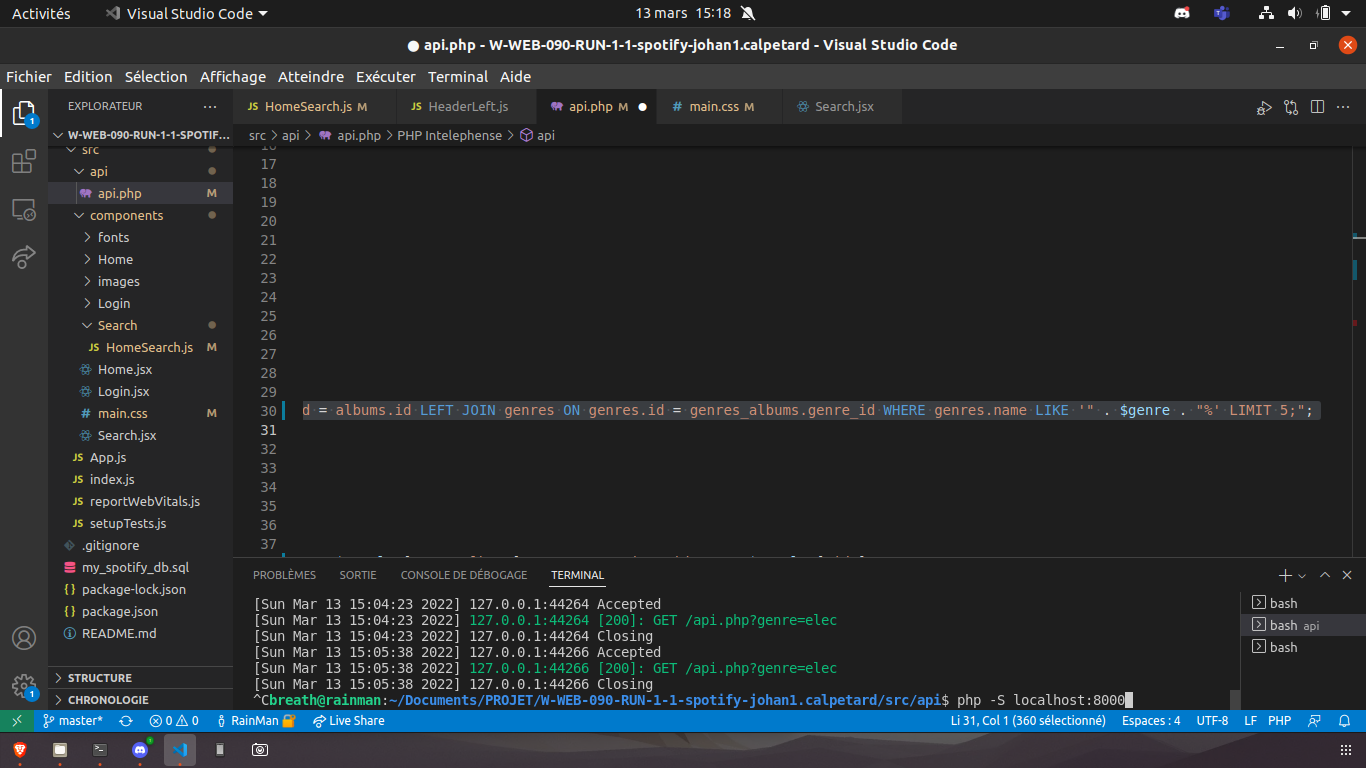 Activités Visual Studio Code 13 mars 15:18
api.php - W-WEB-090-RUN-1-1-spotify-johan1.calpetard - Visual Studio Code
Fichier Edition Sélection Affichage Atteindre Exécuter Terminal Aide
EXPLORATEUR
JS HomeSearch.js M JS HeaderLeft.js api.php M # main.css M Search.jsx
W-WEB-090-RUN-1-1-SPOTIF...
src > api > api.php > PHP Intelephense > api
src
api
api.php M
components
fonts
Home
images
Login
Search
JS HomeSearch.js M
Home.jsx
Login.jsx
# main.css M
Search.jsx
JS App.js
JS index.js
JS reportWebVitals.js
JS setupTests.js
.gitignore
my_spotify_db.sql
{} package-lock.json
{} package.json
README.md
STRUCTURE
CHRONOLOGIE
16
17
18
19
20
21
22
23
24
25
26
27
28
29
30 d = albums.id LEFT JOIN genres ON genres.id = genres_albums.genre_id WHERE genres.name LIKE '" . $genre . "%' LIMIT 5;";
31
32
33
34
35
36
37
PROBLÈMES SORTIE CONSOLE DE DÉBOGAGE TERMINAL
[Sun Mar 13 15:04:23 2022] 127.0.0.1:44264 Accepted
[Sun Mar 13 15:04:23 2022] 127.0.0.1:44264 [200]: GET /api.php?genre=elec
[Sun Mar 13 15:04:23 2022] 127.0.0.1:44264 Closing
[Sun Mar 13 15:05:38 2022] 127.0.0.1:44266 Accepted
[Sun Mar 13 15:05:38 2022] 127.0.0.1:44266 [200]: GET /api.php?genre=elec
[Sun Mar 13 15:05:38 2022] 127.0.0.1:44266 Closing
^Cbreath@rainman:~/Documents/PROJET/W-WEB-090-RUN-1-1-spotify-johan1.calpetard/src/api$ php -S localhost:8000
bash
bash api
bash
master* 0 0 RainMan Live Share Li 31, Col 1 (360 sélectionné) Espaces : 4 UTF-8 LF PHP